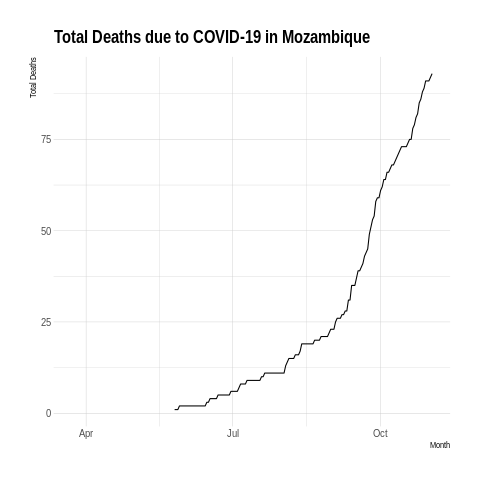 Total Deaths due to COVID-19 in Mozambique
Total Deaths
75
50
25
0
Apr Jul Oct
Month